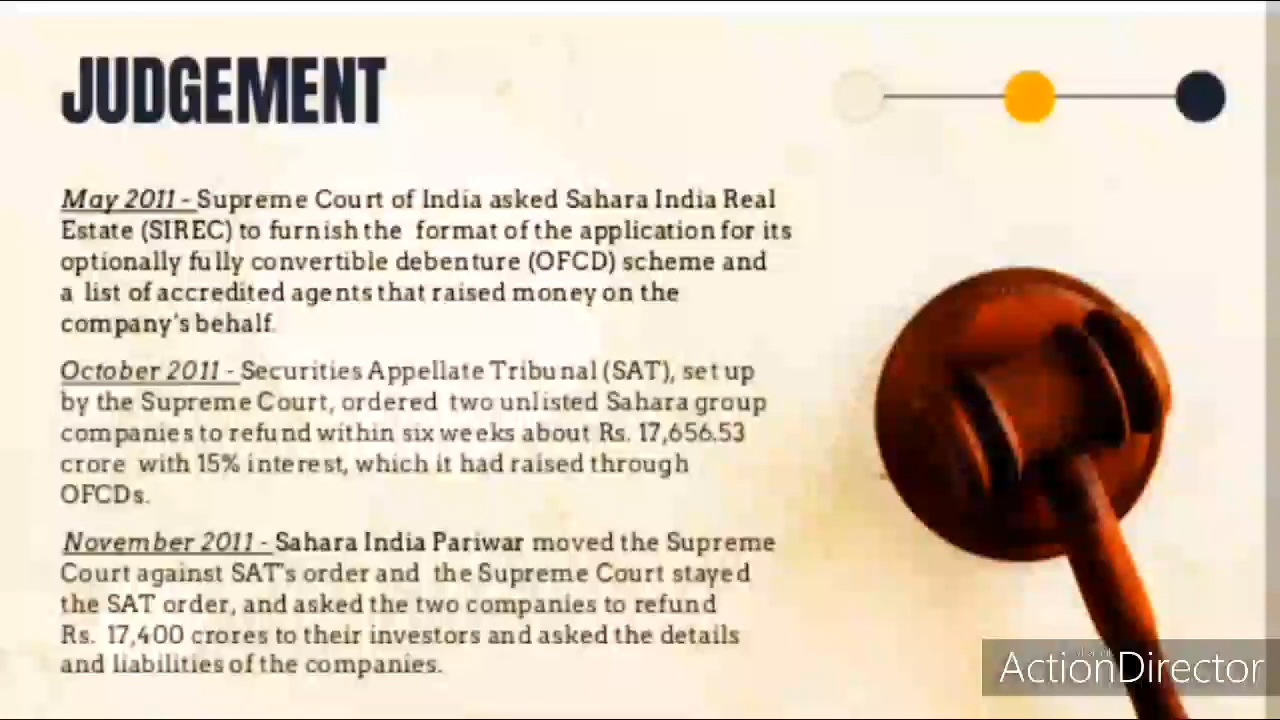 JUDGEMENT
May 2011 - Supreme Court of India asked Sahara India Real
Estate (SIREC) to furnish the format of the application for its
optionally fully convertible debenture (OFCD) scheme and
a list of accredited agents that raised money on the
company's behalf.
October 2011 - Securities Appellate Tribunal (SAT), set up
by the Supreme Court, ordered two unlisted Sahara group
companies to refund within six weeks about Rs. 17,656.53
crore with 15% interest, which it had raised through
OFCDs.
November 2011 - Sahara India Pariwar moved the Supreme
Court against SAT's order and the Supreme Court stayed
the SAT order, and asked the two companies to refund
Rs. 17,400 crores to their investors and asked the details
and liabilities of the companies.
ActionDirector